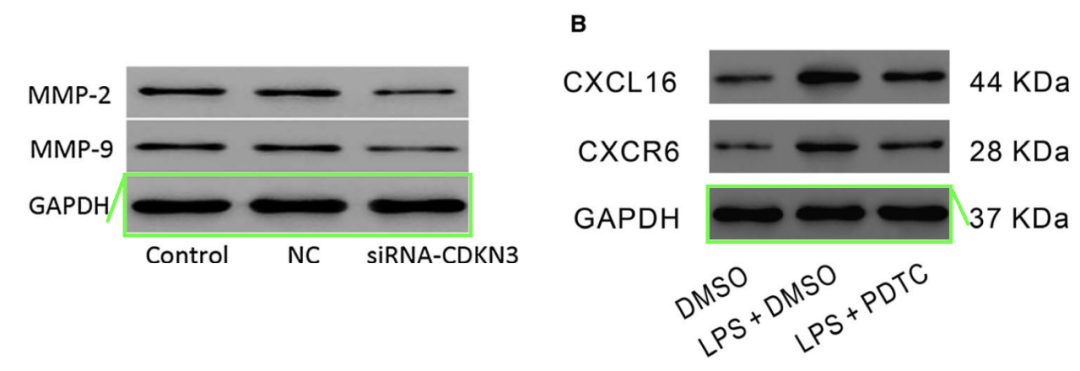 MMP-2
MMP-9
GAPDH
Control NC siRNA-CDKN3
B
CXCL16 44 KDa
CXCR6 28 KDa
GAPDH 37 KDa
DMSO
LPS + DMSO
LPS + PDTC